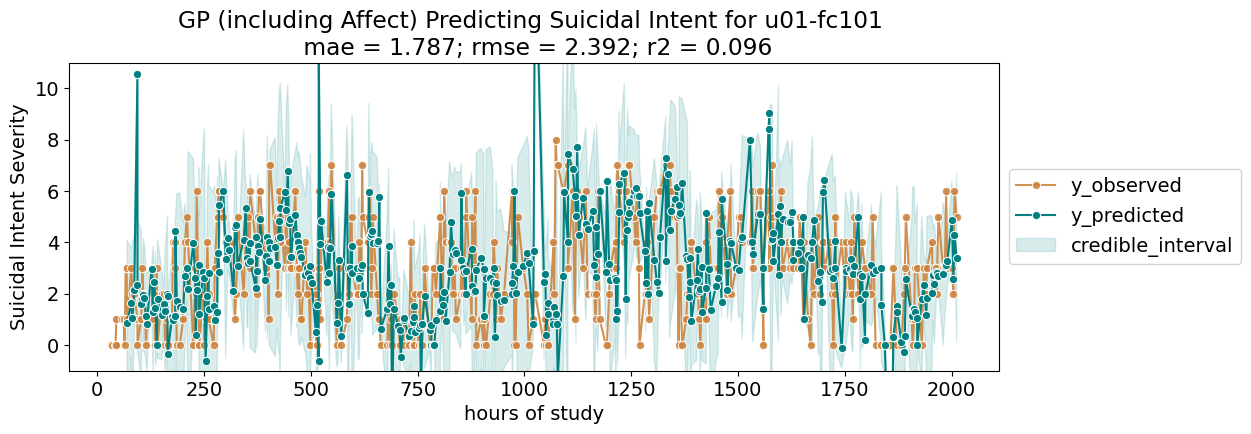 GP (including Affect) Predicting Suicidal Intent for u01-fc101
mae = 1.787; rmse = 2.392; r2 = 0.096
Suicidal Intent Severity
10
8
6
4
2
0
0 250 500 750 1000 1250 1500 1750 2000
hours of study
y_observed
y_predicted
credible_interval